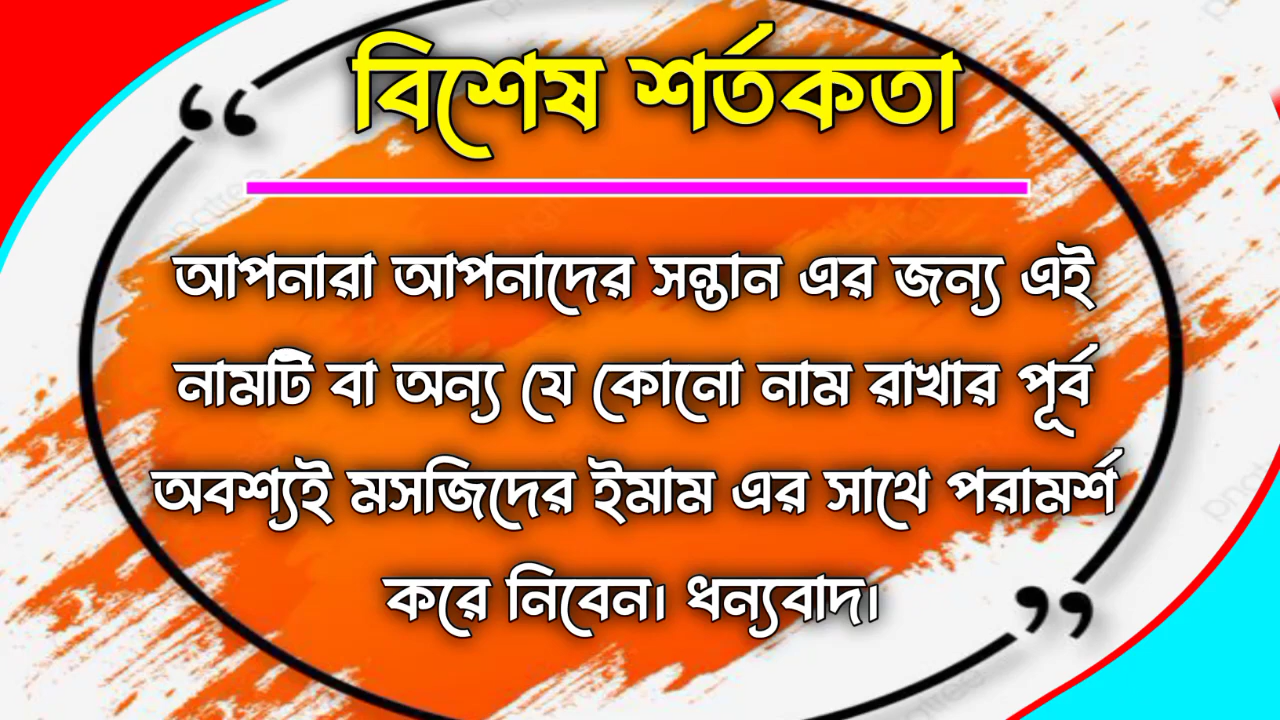 বিশেষ শর্তকতা
আপনারা আপনাদের সন্তান এর জন্য এই
নামটি বা অন্য যে কোনো নাম রাখার পূর্ব
অবশ্যই মসজিদের ইমাম এর সাথে পরামর্শ
করে নিবেন। ধন্যবাদ।